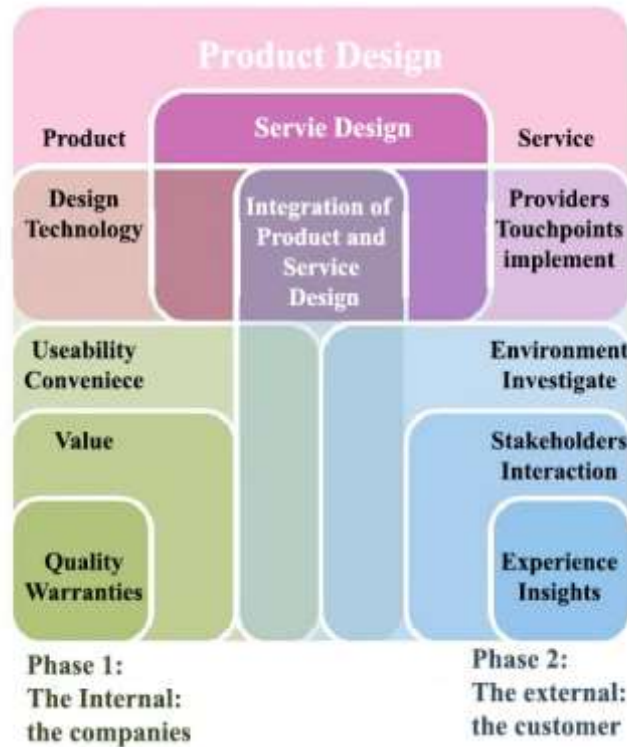 Product Design
Servie Design
Product
Service
Design
Technology
Integration of
Product and
Service
Design
Providers
Touchpoints
implement
Useability
Conveniece
Environment
Investigate
Value
Stakeholders
Interaction
Quality
Warranties
Experience
Insights
Phase 1:
The Internal:
the companies
Phase 2:
The external:
the customer